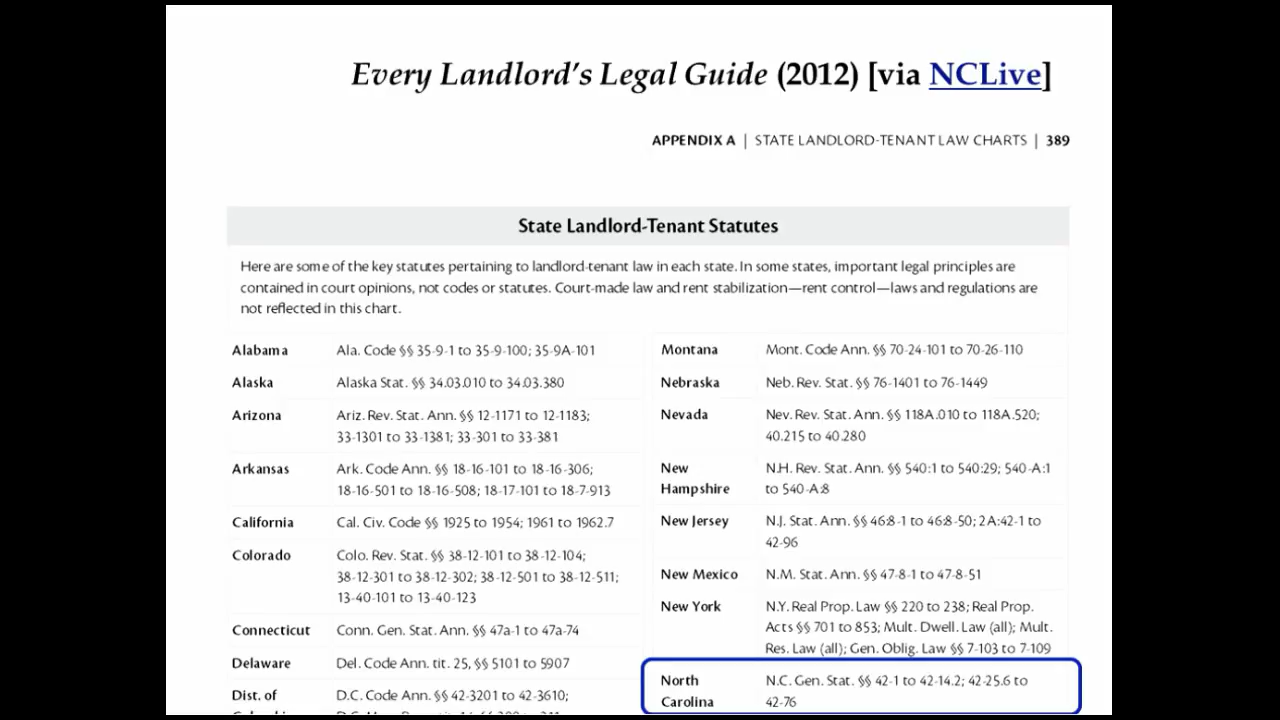 Every Landlord's Legal Guide (2012) [via NCLive]
APPENDIX A | STATE LANDLORD-TENANT LAW CHARTS | 389
State Landlord-Tenant Statutes
Here are some of the key statutes pertaining to landlord-tenant law in each state. In some states, important legal principles are
contained in court opinions, not codes or statutes. Court-made law and rent stabilization—rent control—laws and regulations are
not reflected in this chart.
Alabama Ala. Code §§ 35-9-1 to 35-9-100; 35-9A-101
Alaska Alaska Stat. §§ 34.03.010 to 34.03.380
Arizona Ariz. Rev. Stat. Ann. §§ 12-1171 to 12-1183;
33-1301 to 33-1381; 33-301 to 33-381
Arkansas Ark. Code Ann. §§ 18-16-101 to 18-16-306;
18-16-501 to 18-16-508; 18-17-101 to 18-7-913
California Cal. Civ. Code §§ 1925 to 1954; 1961 to 1962.7
Colorado Colo. Rev. Stat. §§ 38-12-101 to 38-12-104;
38-12-301 to 38-12-302; 38-12-501 to 38-12-511;
13-40-101 to 13-40-123
Connecticut Conn. Gen. Stat. Ann. §§ 47a-1 to 47a-74
Delaware Del. Code Ann. tit. 25, §§ 5101 to 5907
Dist. of D.C. Code Ann. §§ 42-3201 to 42-3610;
Montana Mont. Code Ann. §§ 70-24-101 to 70-26-110
Nebraska Neb. Rev. Stat. §§ 76-1401 to 76-1449
Nevada Nev. Rev. Stat. Ann. §§ 118A.010 to 118A.520;
40.215 to 40.280
New N.H. Rev. Stat. Ann. §§ 540:1 to 540:29; 540-A:1
Hampshire to 540-A:8
New Jersey N.J. Stat. Ann. §§ 46:8-1 to 46:8-50; 2A:42-1 to
42-96
New Mexico N.M. Stat. Ann. §§ 47-8-1 to 47-8-51
New York N.Y. Real Prop. Law §§ 220 to 238; Real Prop.
Acts §§ 701 to 853; Mult. Dwell. Law (all); Mult.
Res. Law (all); Gen. Oblig. Law §§ 7-103 to 7-109
North N.C. Gen. Stat. §§ 42-1 to 42-14.2; 42-25.6 to
Carolina 42-76